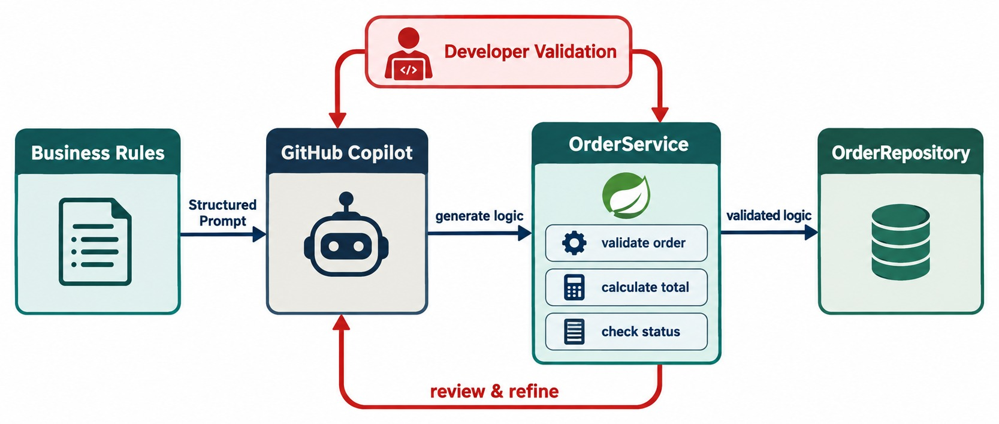 </>
Developer Validation
Business Rules
Structured
Prompt
GitHub Copilot
generate logic
OrderService
validate order
calculate total
check status
validated logic
OrderRepository
review & refine